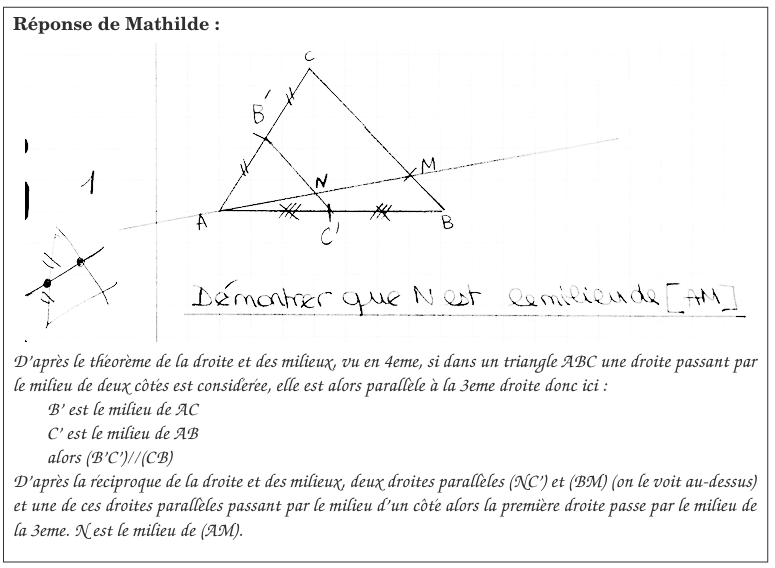 Réponse de Mathilde :
C
B'
1
N
M
A
C'
B
Démontrer que N est le milieu de [AM]
D'après le théorème de la droite et des milieux, vu en 4eme, si dans un triangle ABC une droite passant par
le milieu de deux côtés est considerée, elle est alors parallèle à la 3eme droite donc ici :
B' est le milieu de AC
C' est le milieu de AB
alors (B'C')//(CB)
D'après la réciproque de la droite et des milieux, deux droites parallèles (NC') et (BM) (on le voit au-dessus)
et une de ces droites parallèles passant par le milieu d'un côté alors la première droite passe par le milieu de
la 3eme. N est le milieu de (AM).